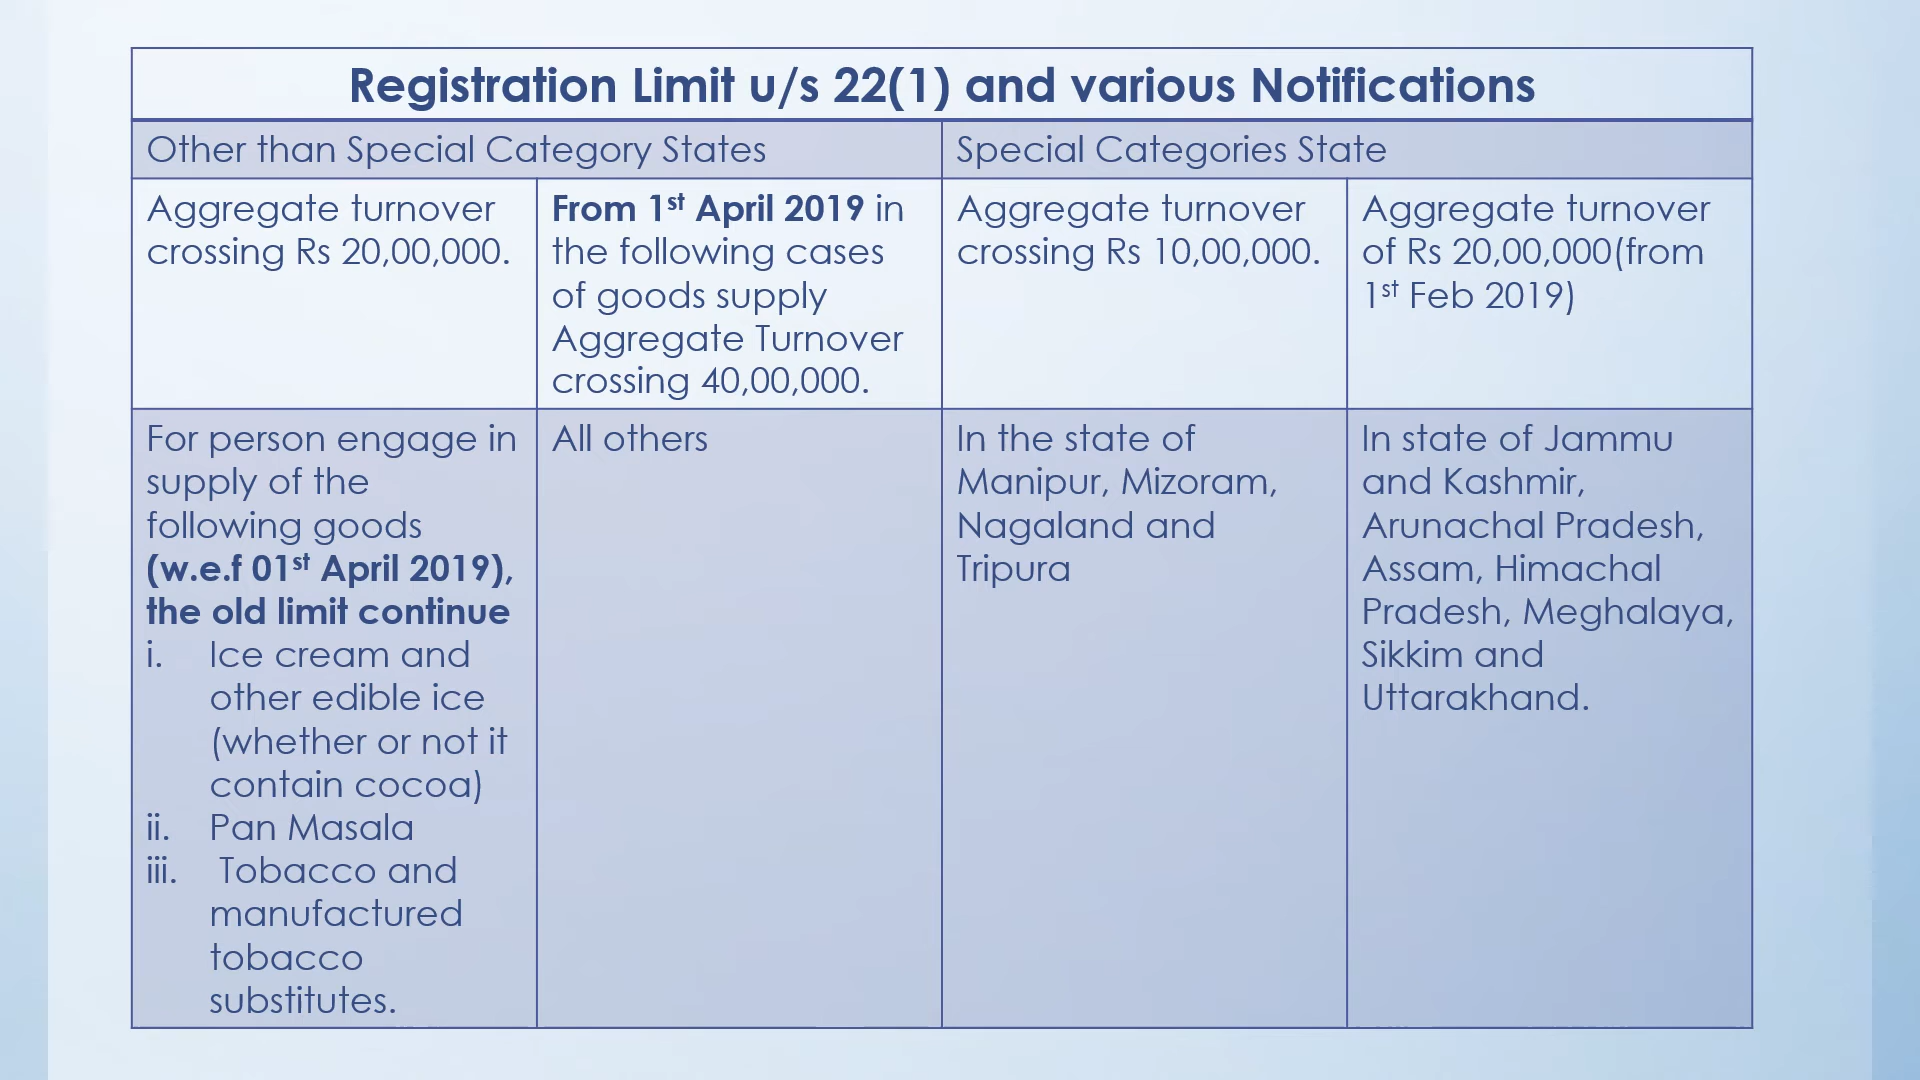 Registration Limit u/s 22(1) and various Notifications
Other than Special Category States
Special Categories State
Aggregate turnover
crossing Rs 20,00,000.
From 1st April 2019 in
the following cases
of goods supply
Aggregate Turnover
crossing 40,00,000.
Aggregate turnover
crossing Rs 10,00,000.
Aggregate turnover
of Rs 20,00,000(from
1st Feb 2019)
For person engage in
supply of the
following goods
(w.e.f 01st April 2019),
the old limit continue
i. Ice cream and
other edible ice
(whether or not it
contain cocoa)
ii. Pan Masala
iii. Tobacco and
manufactured
tobacco
substitutes.
All others
In the state of
Manipur, Mizoram,
Nagaland and
Tripura
In state of Jammu
and Kashmir,
Arunachal Pradesh,
Assam, Himachal
Pradesh, Meghalaya,
Sikkim and
Uttarakhand.